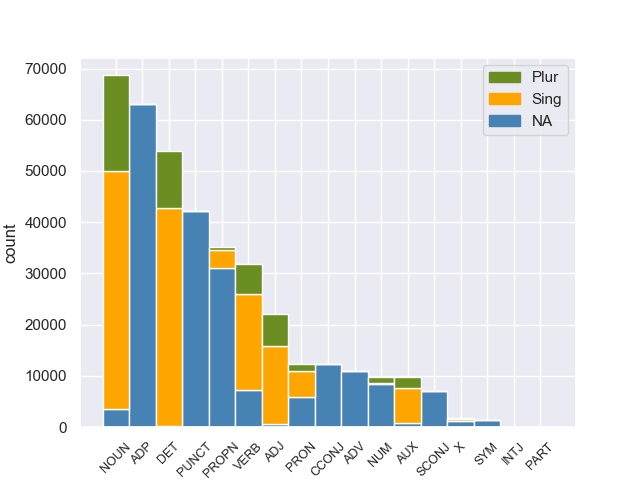 Plur
Sing
NA
70000
60000
50000
40000
30000
20000
10000
0
count
NOUN
ADP
DET
PUNCT
PROPN
VERB
ADJ
PRON
CCONJ
ADV
NUM
AUX
SCONJ
X
SYM
INTJ
PART